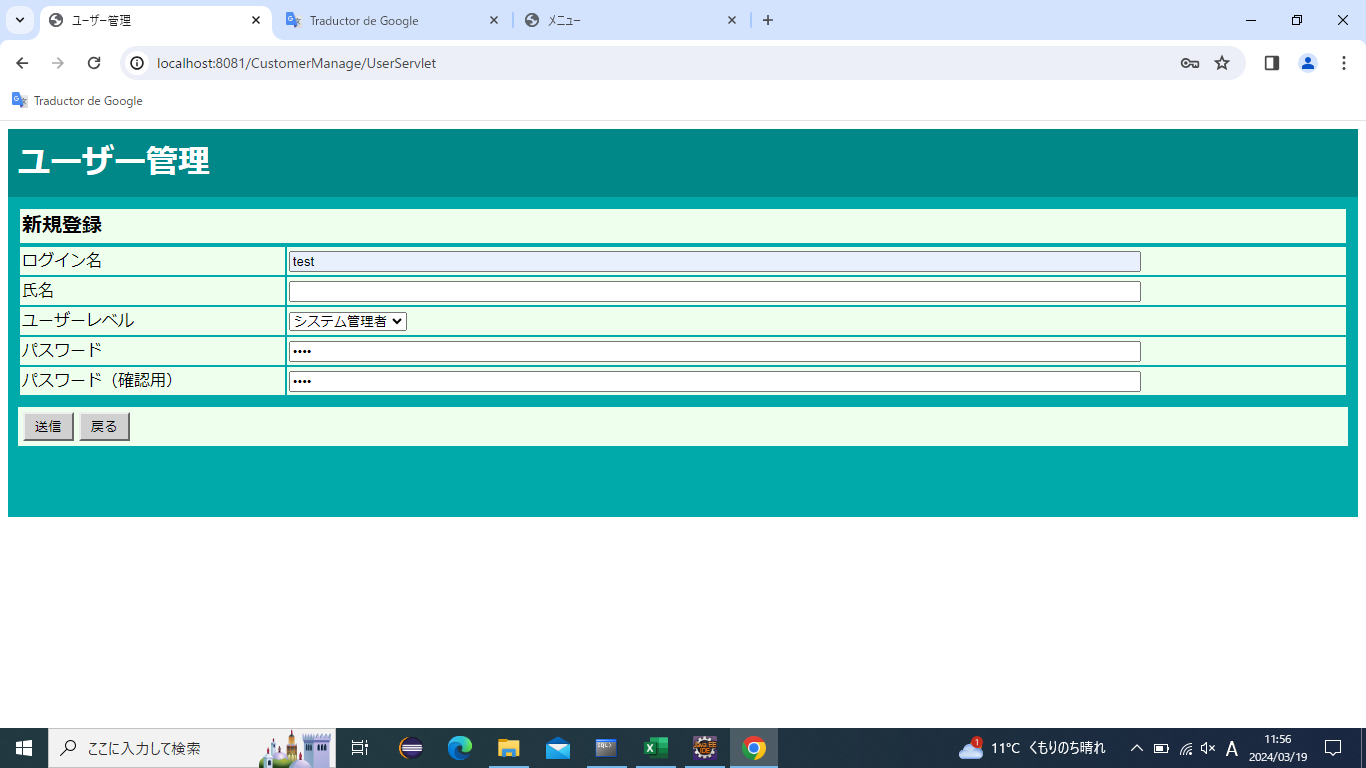 ユーザー管理
Traductor de Google
メニュー
localhost:8081/CustomerManage/UserServlet
Traductor de Google
ユーザー管理
新規登録
ログイン名 test
氏名
ユーザーレベル システム管理者
パスワード ••••
パスワード（確認用） ••••
送信 戻る
ここに入力して検索
SQL
Java EE
IDE
1
11°C くもりのち晴れ
A
11:56
2024/03/19